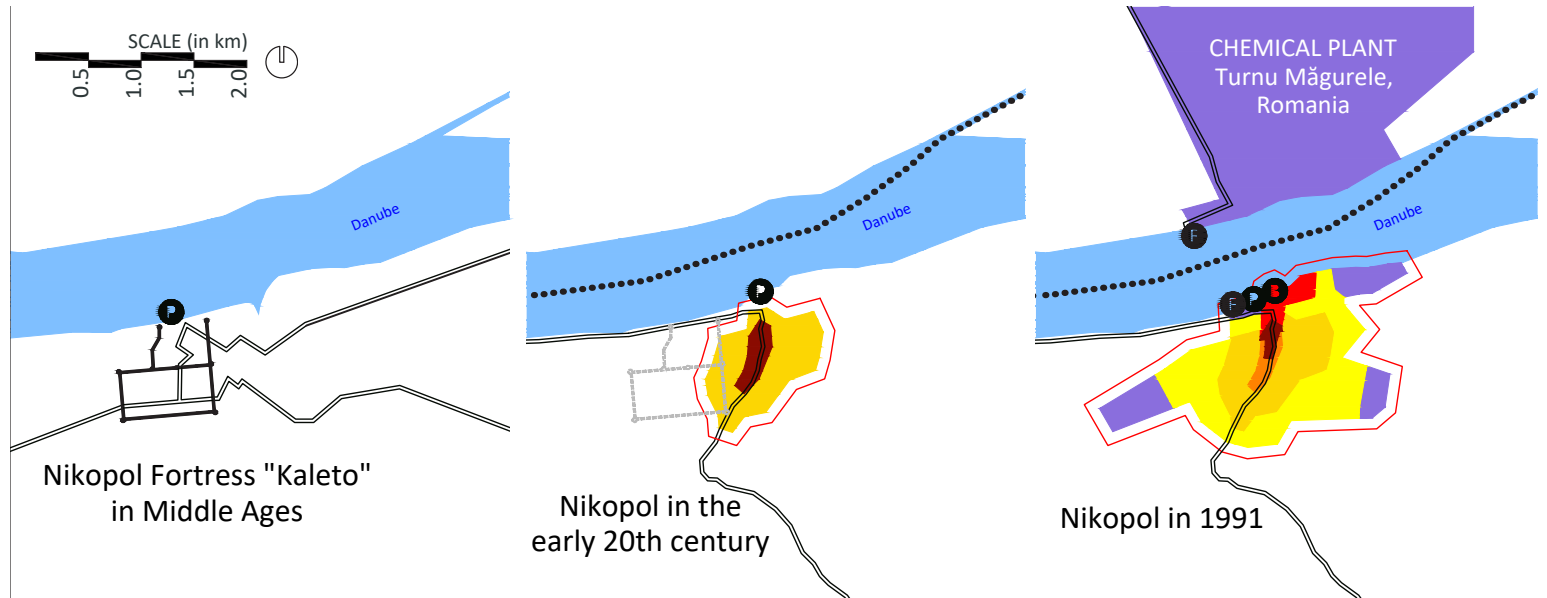 SCALE (in km)
0.5
1.0
1.5
2.0
Danube
P
Nikopol Fortress "Kaleto"
in Middle Ages
Danube
P
Nikopol in the
early 20th century
CHEMICAL PLANT
Turnu Măgurele,
Romania
Danube
F
F
P
B
Nikopol in 1991